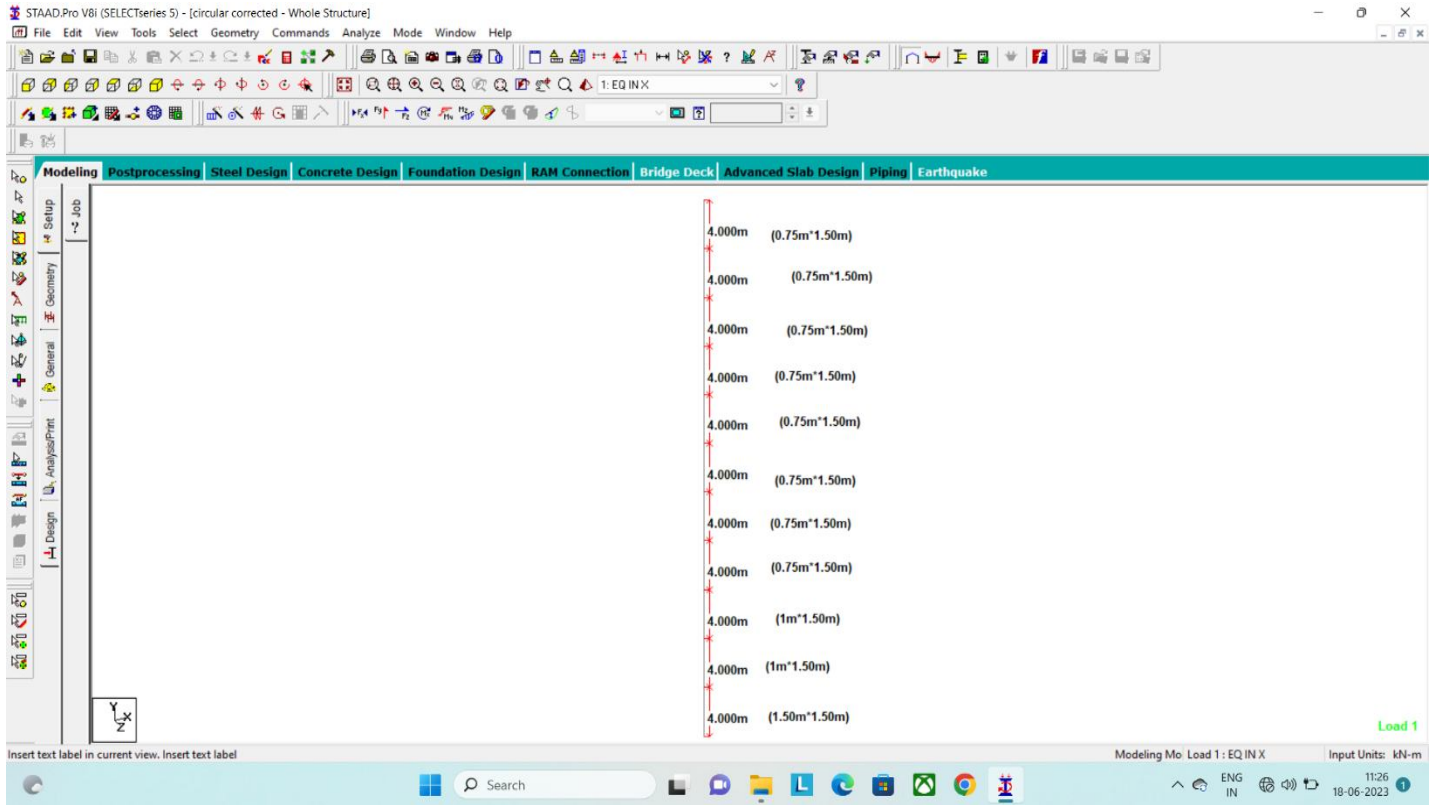 STAAD.Pro V8i (SELECTseries 5) - [circular corrected - Whole Structure]
File Edit View Tools Select Geometry Commands Analyze Mode Window Help
1: EQ IN X
Modeling Postprocessing Steel Design Concrete Design Foundation Design RAM Connection Bridge Deck Advanced Slab Design Piping Earthquake
Setup
Geometry
General
Analysis/Print
Design
? Job
4.000m (0.75m*1.50m)
4.000m (0.75m*1.50m)
4.000m (0.75m*1.50m)
4.000m (0.75m*1.50m)
4.000m (0.75m*1.50m)
4.000m (0.75m*1.50m)
4.000m (0.75m*1.50m)
4.000m (0.75m*1.50m)
4.000m (1m*1.50m)
4.000m (1m*1.50m)
4.000m (1.50m*1.50m)
Y
X
Z
Load 1
Insert text label in current view. Insert text label
Modeling Mo Load 1 : EQ IN X Input Units: kN-m
Search
ENG
IN
11:26
18-06-2023
1